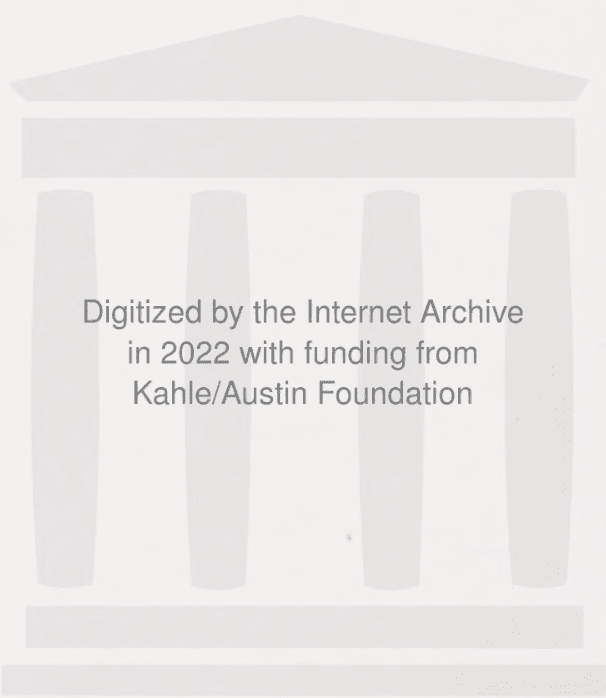 Digitized by the Internet Archive
in 2022 with funding from
Kahle/Austin Foundation